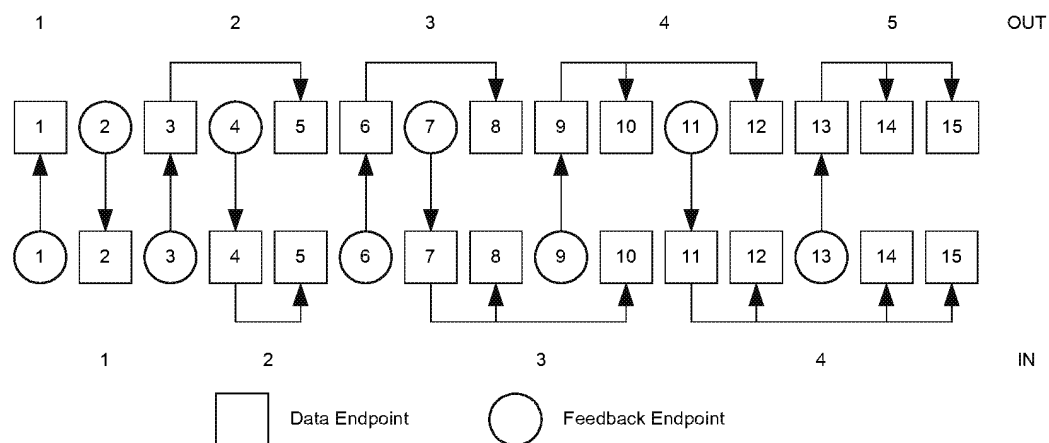 1 2 3 4 5 OUT
1 2 3 4 5 6 7 8 9 10 11 12 13 14 15
1 2 3 4 5 6 7 8 9 10 11 12 13 14 15
1 2 3 4 IN
Data Endpoint Feedback Endpoint